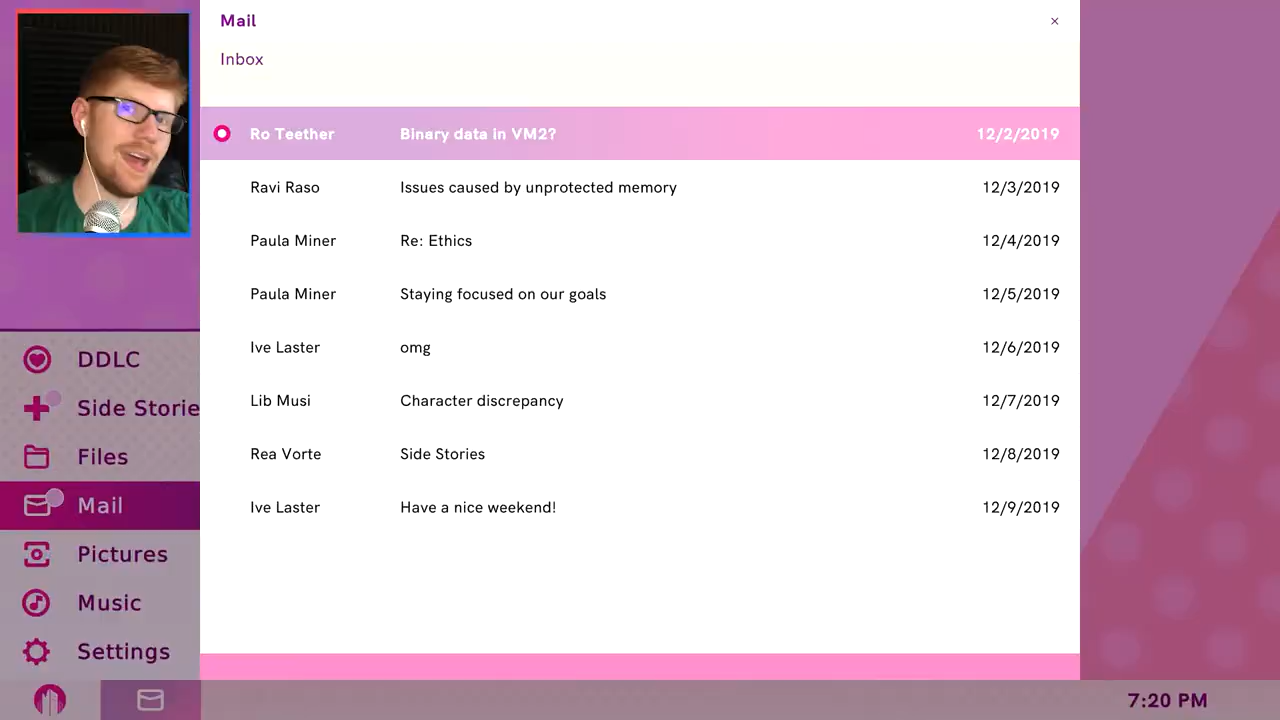 Mail ×
Inbox
Ro Teether Binary data in VM2? 12/2/2019
Ravi Raso Issues caused by unprotected memory 12/3/2019
Paula Miner Re: Ethics 12/4/2019
Paula Miner Staying focused on our goals 12/5/2019
Ive Laster omg 12/6/2019
Lib Musi Character discrepancy 12/7/2019
Rea Vorte Side Stories 12/8/2019
Ive Laster Have a nice weekend! 12/9/2019
DDLC
Side Storie
Files
Mail
Pictures
Music
Settings
7:20 PM